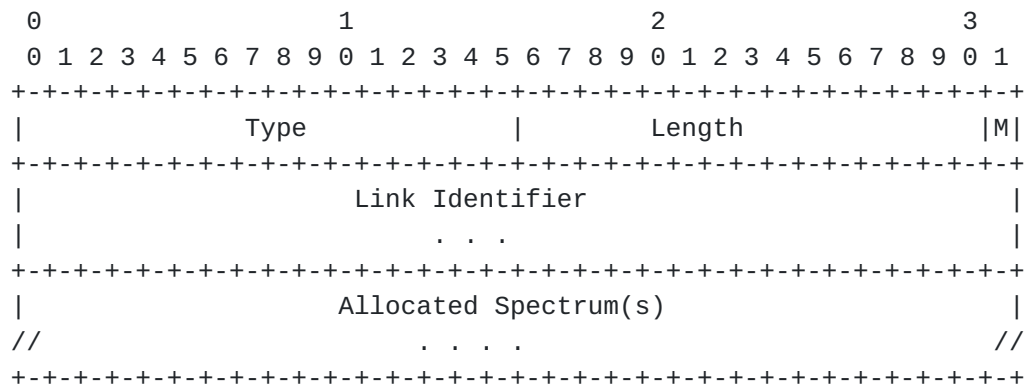 0                   1                   2                   3
 0 1 2 3 4 5 6 7 8 9 0 1 2 3 4 5 6 7 8 9 0 1 2 3 4 5 6 7 8 9 0 1
+-+-+-+-+-+-+-+-+-+-+-+-+-+-+-+-+-+-+-+-+-+-+-+-+-+-+-+-+-+-+-+-+
|              Type             |        Length               |M|
+-+-+-+-+-+-+-+-+-+-+-+-+-+-+-+-+-+-+-+-+-+-+-+-+-+-+-+-+-+-+-+-+
|                     Link Identifier                           |
|                          . . .                                |
+-+-+-+-+-+-+-+-+-+-+-+-+-+-+-+-+-+-+-+-+-+-+-+-+-+-+-+-+-+-+-+-+
|                    Allocated Spectrum(s)                      |
//                        . . . .                              //
+-+-+-+-+-+-+-+-+-+-+-+-+-+-+-+-+-+-+-+-+-+-+-+-+-+-+-+-+-+-+-+-+